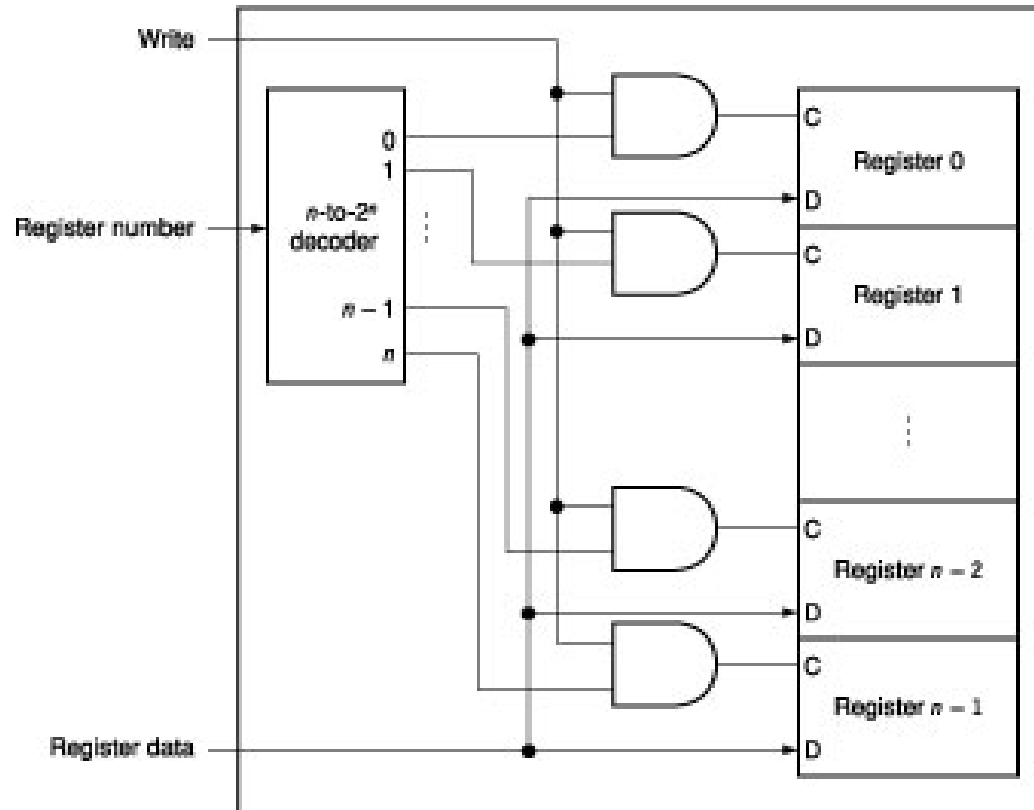 Write
C
0
Register 0
1
n-to-2ⁿ
decoder
Register number
D
C
Register 1
n – 1
D
n
C
Register n – 2
D
C
Register n – 1
Register data
D